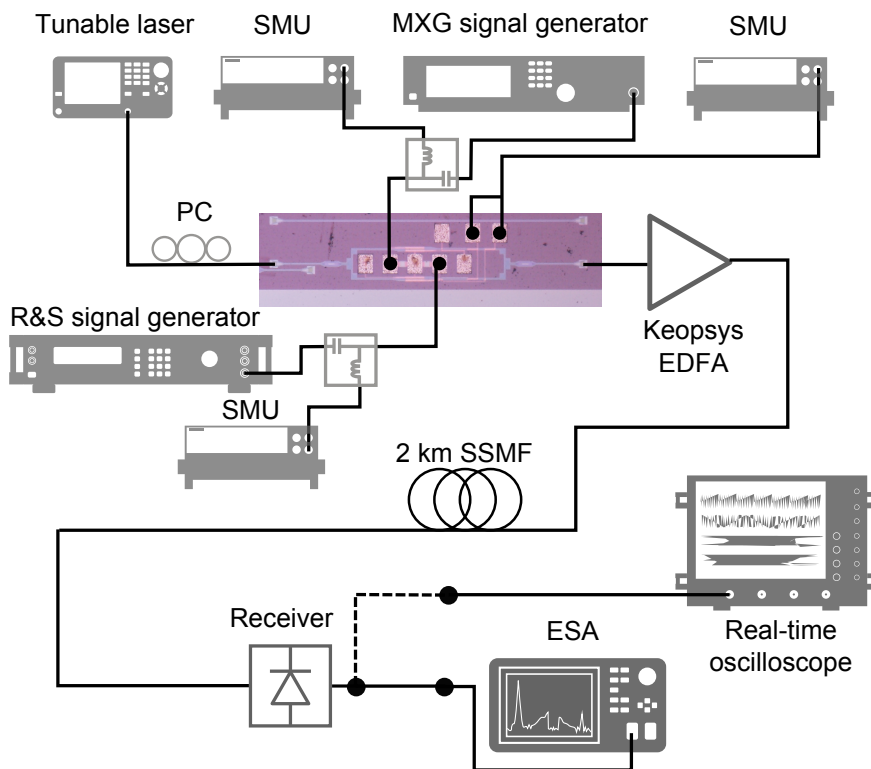 Tunable laser
SMU
MXG signal generator
SMU
PC
R&S signal generator
Keopsys
EDFA
SMU
2 km SSMF
Receiver
ESA
Real-time
oscilloscope